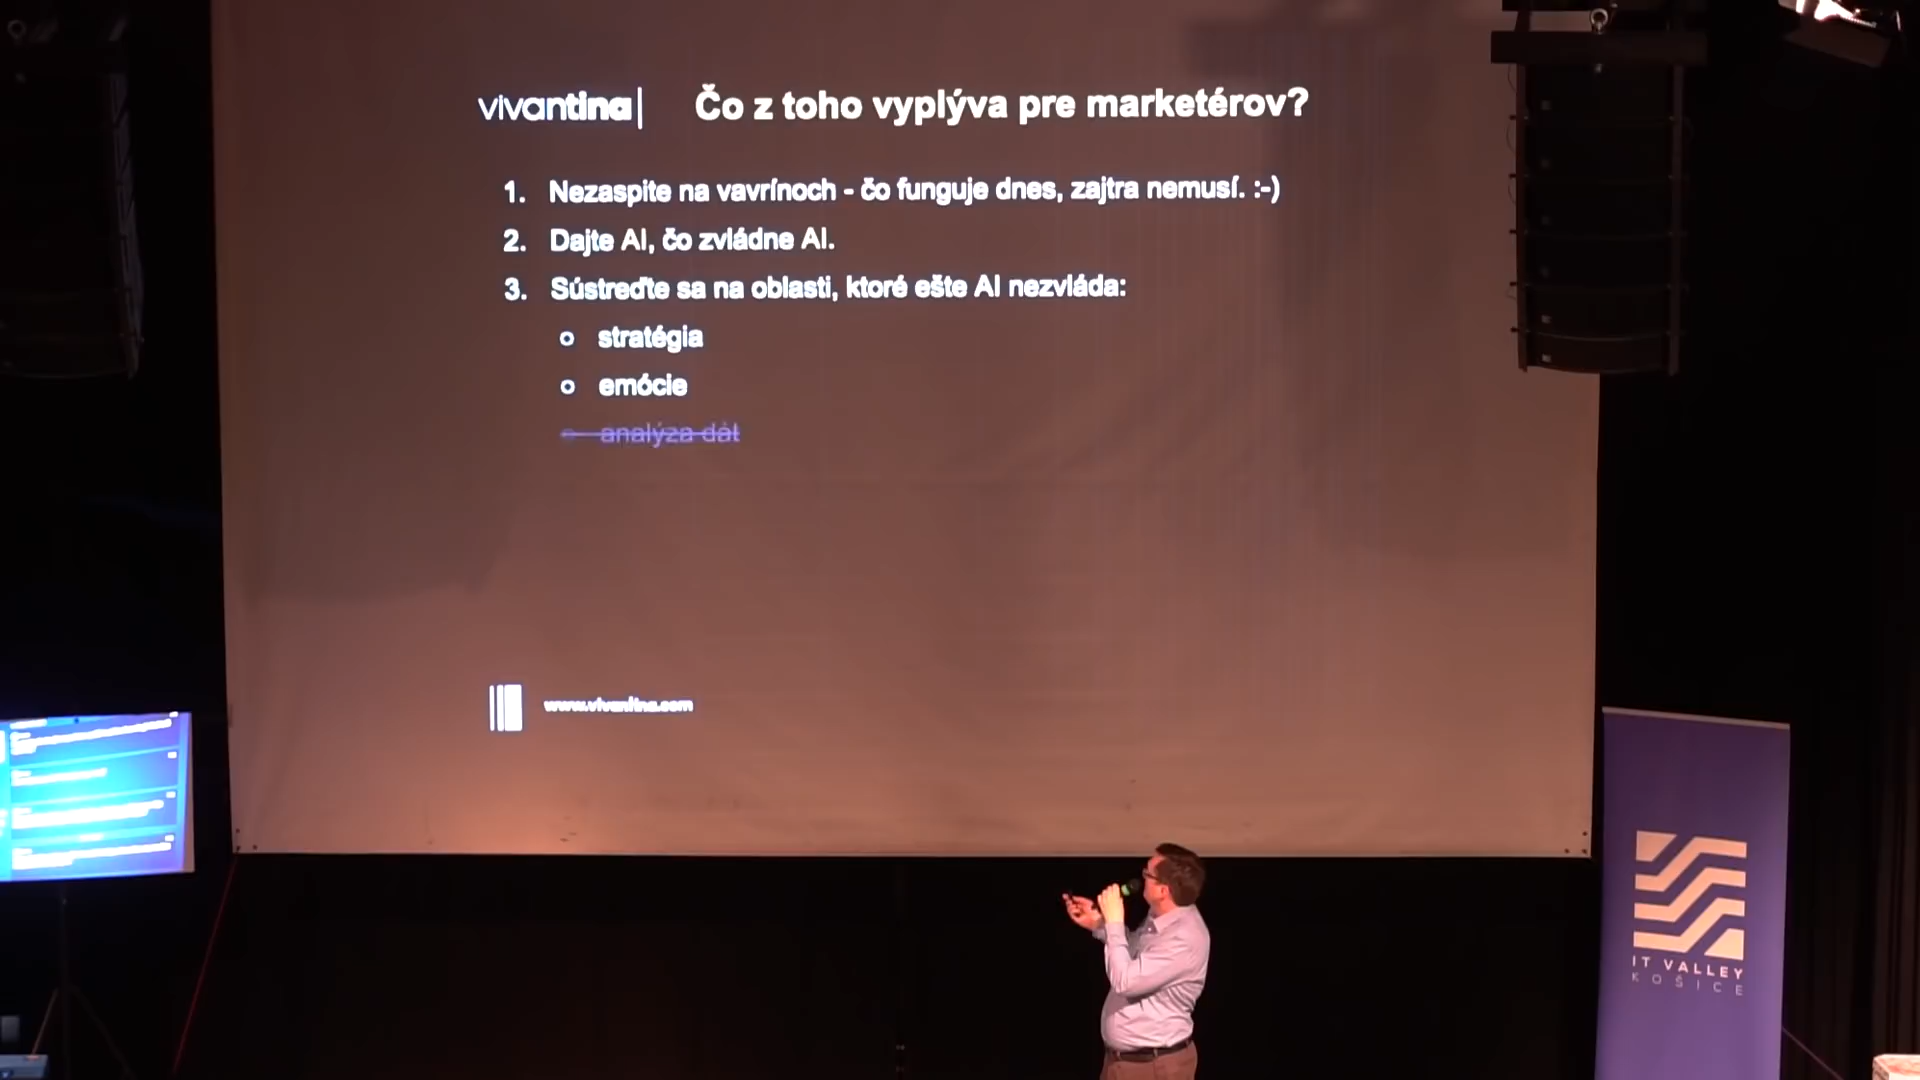 vivantina| Čo z toho vyplýva pre marketérov?
1. Nezaspite na vavrínoch - čo funguje dnes, zajtra nemusí. :-)
2. Dajte AI, čo zvládne AI.
3. Sústreďte sa na oblasti, ktoré ešte AI nezvláda:
o stratégia
o emócie
o analýza dát
www.vivantina.com
IT VALLEY
KOŠICE